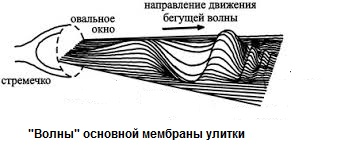 направление движения
бегущей волны
овальное
окно
стремечко
"Волны" основной мембраны улитки